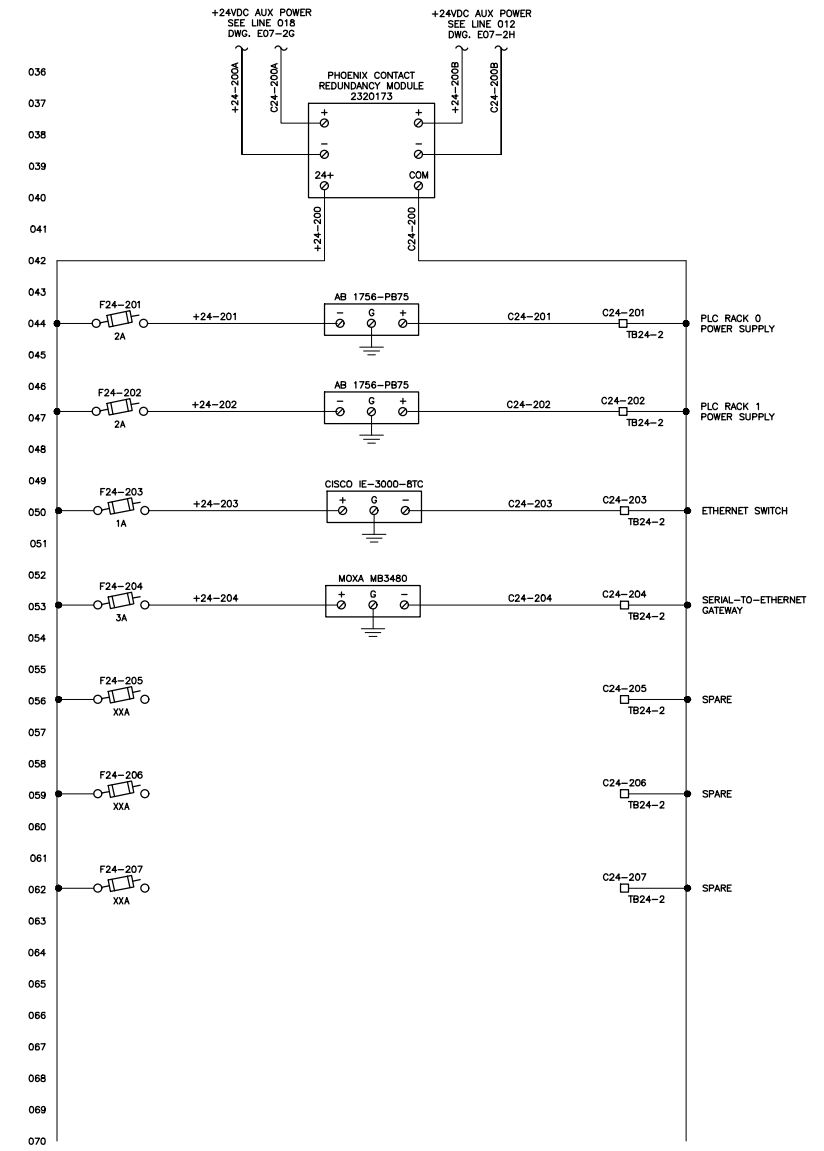 +24VDC AUX POWER
SEE LINE 018
DWG. E07-2G
+24VDC AUX POWER
SEE LINE 012
DWG. E07-2H
+24-200A
C24-200A
+24-200B
C24-200B
036
PHOENIX CONTACT
REDUNDANCY MODULE
2320173
037
+ +
038
- -
039
24+ COM
040
041
+24-200
C24-200
042
043
F24-201
AB 1756-PB75
C24-201
044
+24-201
- G +
C24-201
PLC RACK 0
POWER SUPPLY
2A
TB24-2
045
046
F24-202
AB 1756-PB75
C24-202
047
+24-202
- G +
C24-202
PLC RACK 1
POWER SUPPLY
2A
TB24-2
048
049
F24-203
CISCO IE-3000-8TC
C24-203
050
+24-203
+ G -
C24-203
ETHERNET SWITCH
1A
TB24-2
051
052
F24-204
MOXA MB3480
C24-204
053
+24-204
+ G -
C24-204
SERIAL-TO-ETHERNET
GATEWAY
3A
TB24-2
054
055
F24-205
C24-205
056
SPARE
XXA
TB24-2
057
058
F24-206
C24-206
059
SPARE
XXA
TB24-2
060
061
F24-207
C24-207
062
SPARE
XXA
TB24-2
063
064
065
066
067
068
069
070